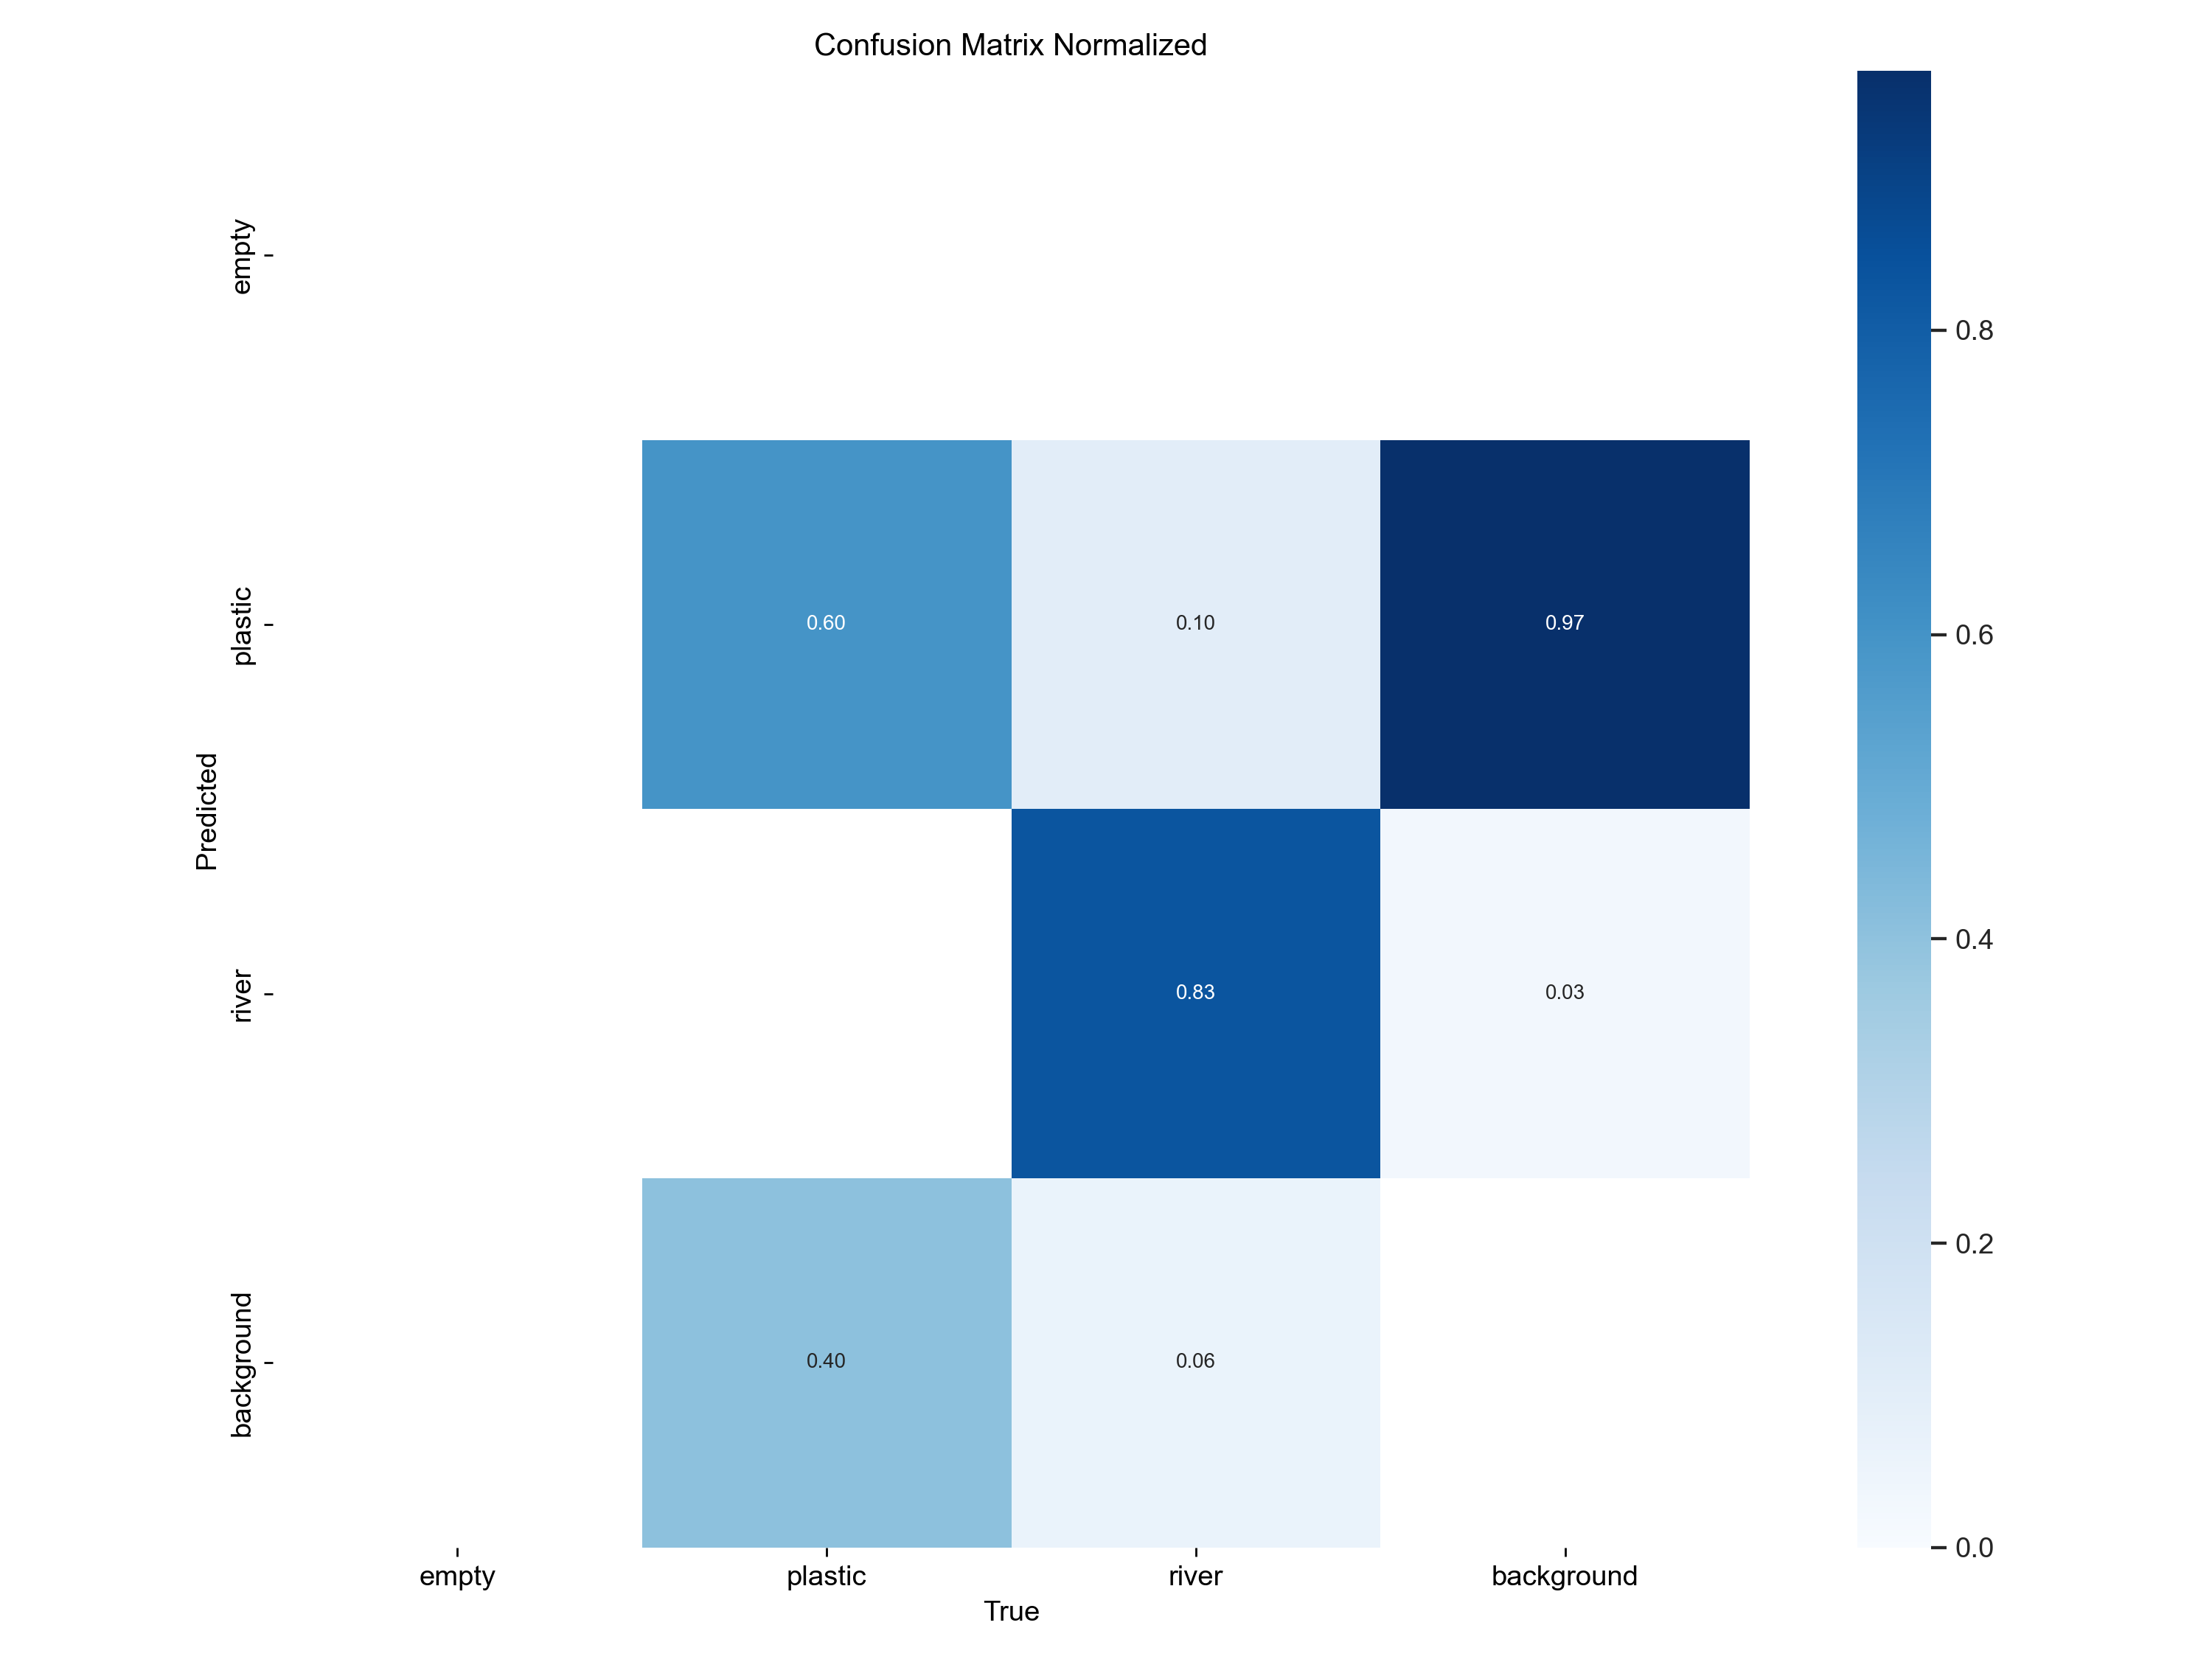 Confusion Matrix Normalized
empty
plastic
river
background
Predicted
0.60
0.10
0.97
0.83
0.03
0.40
0.06
empty
plastic
river
background
True
0.8
0.6
0.4
0.2
0.0